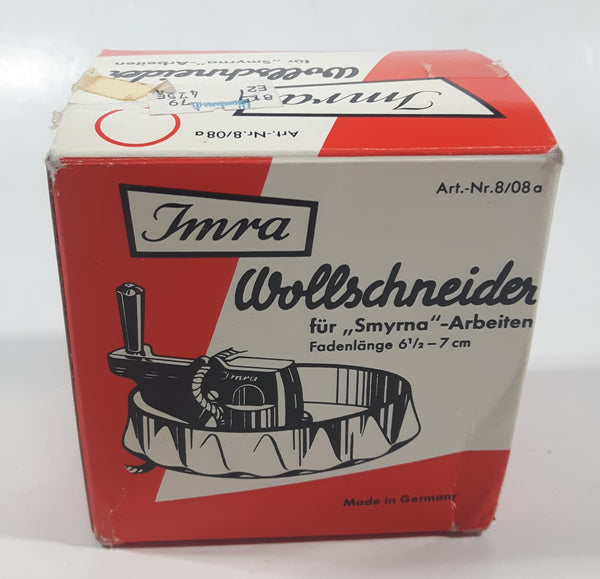 Wollschneider
für „Smyrna“-Arbeiten
Imra
Art.-Nr. 8/08 a
Imra
Art.-Nr. 8/08 a
Wollschneider
für „Smyrna“-Arbeiten
Fadenlänge 6½ – 7 cm
Imra
Made in Germany